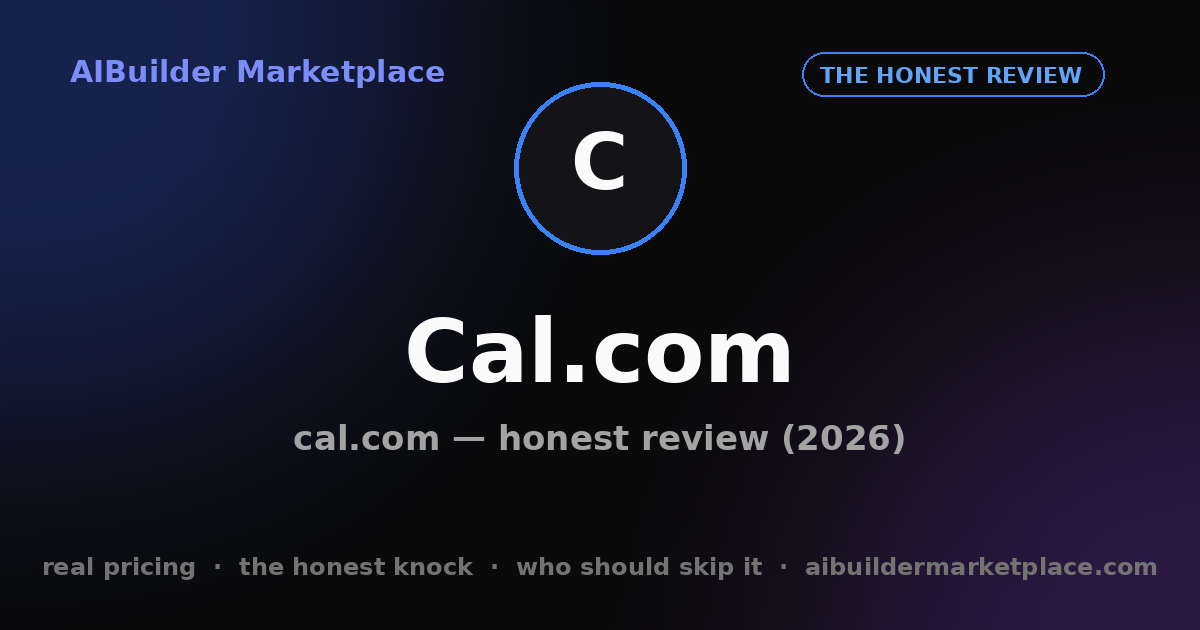 AIBuilder Marketplace
THE HONEST REVIEW
C
Cal.com
cal.com — honest review (2026)
real pricing · the honest knock · who should skip it · aibuildermarketplace.com